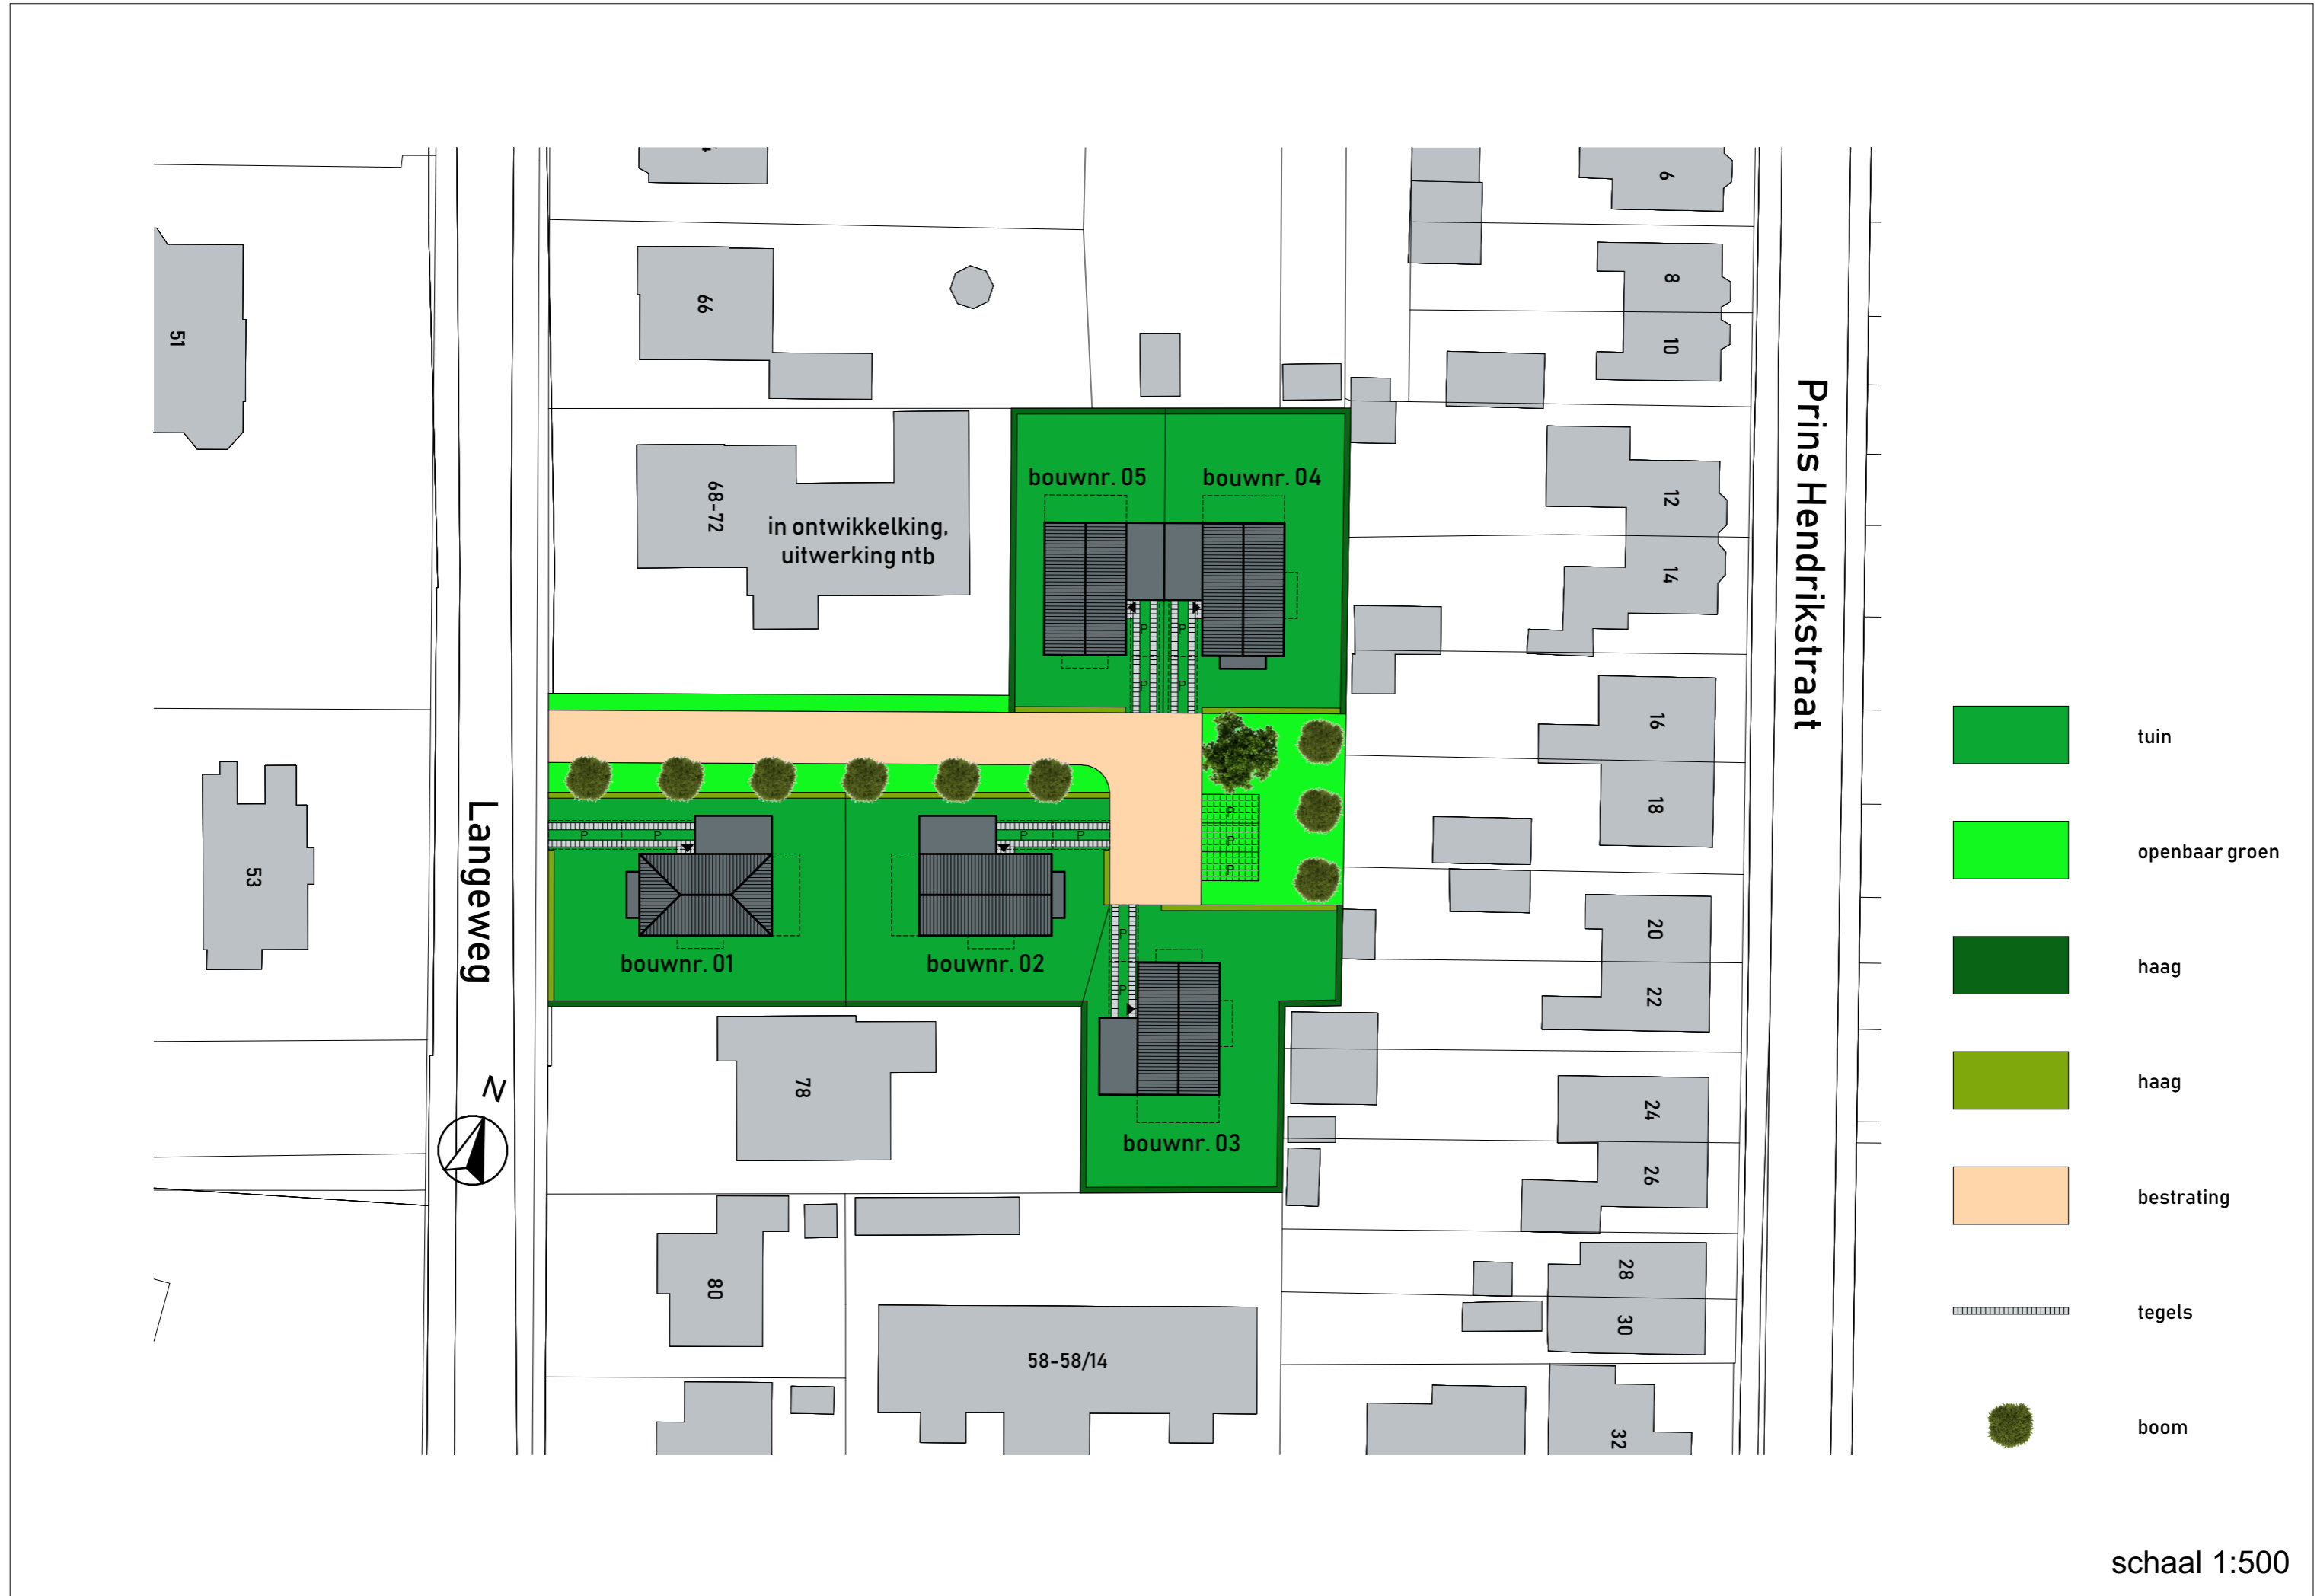 51
53
Langeweg
N
66
68-72
in ontwikkelking,
uitwerking ntb
bouwnr. 05
bouwnr. 04
P
P
P
P
P
P
P
P
P
P
P
P
P
bouwnr. 01
bouwnr. 02
bouwnr. 03
78
80
58-58/14
6
8
10
12
14
16
18
20
22
24
26
28
30
32
Prins Hendrikstraat
tuin
openbaar groen
haag
haag
bestrating
tegels
boom
schaal 1:500